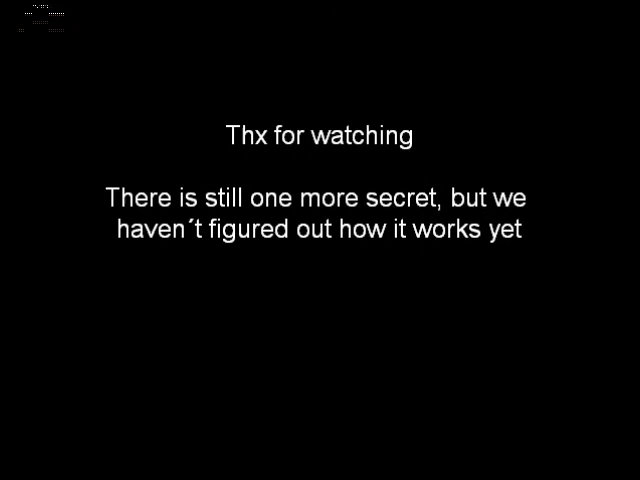 Thx for watching
There is still one more secret, but we
haven´t figured out how it works yet